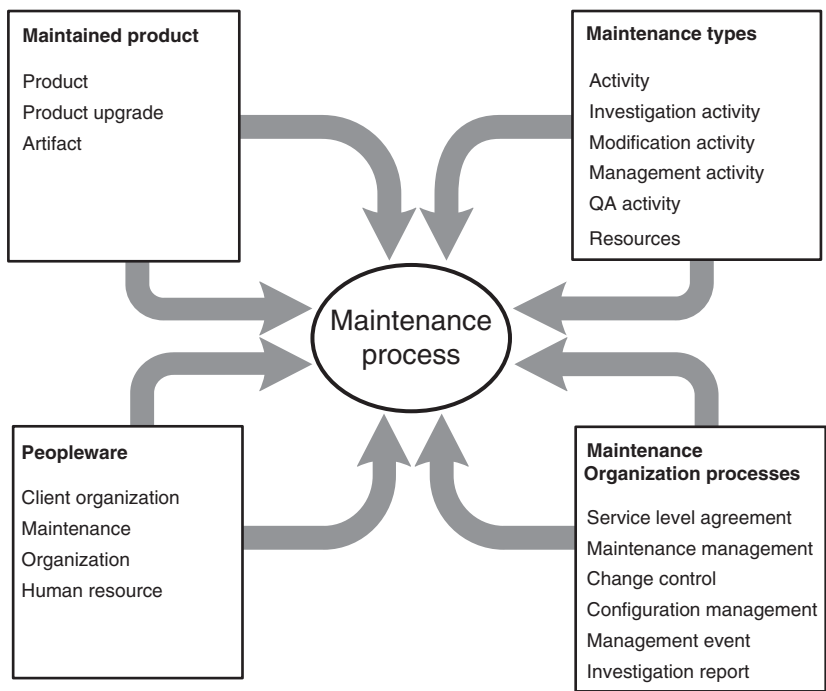 Maintained product
Product
Product upgrade
Artifact
Maintenance types
Activity
Investigation activity
Modification activity
Management activity
QA activity
Resources
Maintenance
process
Peopleware
Client organization
Maintenance
Organization
Human resource
Maintenance
Organization processes
Service level agreement
Maintenance management
Change control
Configuration management
Management event
Investigation report